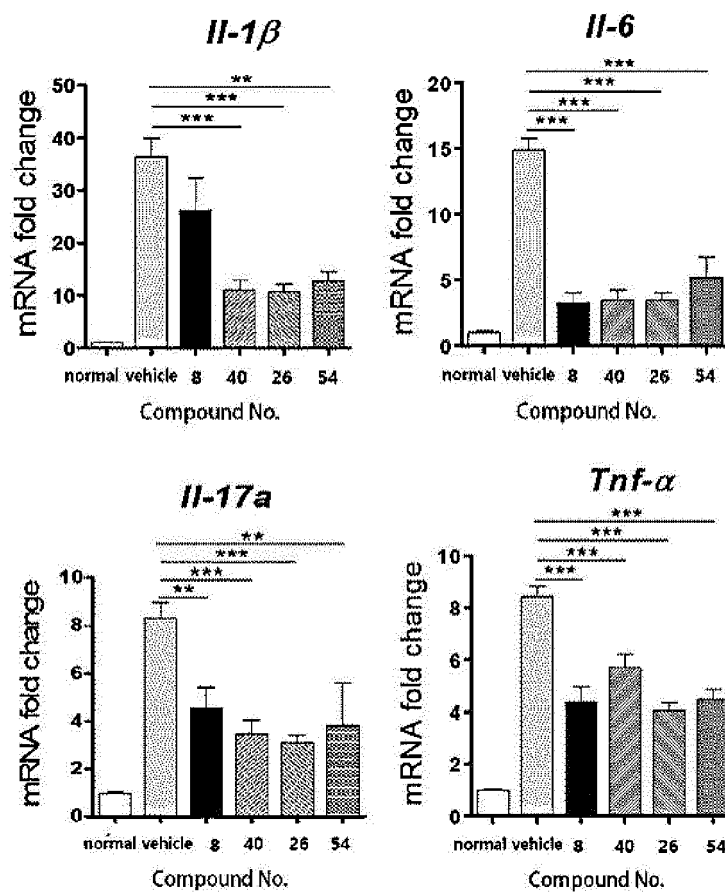 Il-1β
mRNA fold change
50
40
30
20
10
0
**
***
***
normal vehicle 8 40 26 54
Compound No.
Il-6
mRNA fold change
20
15
10
5
0
***
***
***
***
normal vehicle 8 40 26 54
Compound No.
Il-17a
mRNA fold change
10
8
6
4
2
0
**
***
***
**
normal vehicle 8 40 26 54
Compound No.
Tnf-α
mRNA fold change
10
8
6
4
2
0
***
***
***
***
normal vehicle 8 40 26 54
Compound No.